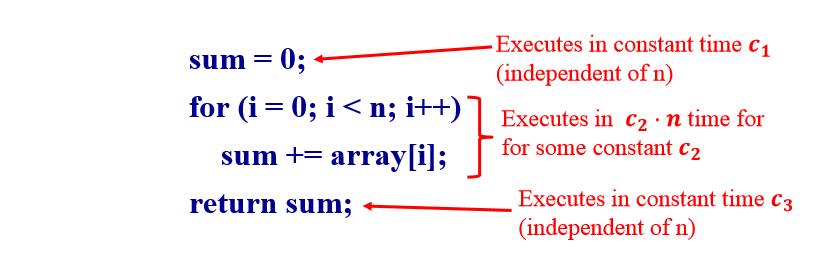 sum = 0;
Executes in constant time c₁
(independent of n)
for (i = 0; i < n; i++)
sum += array[i];
Executes in c₂ · n time for
for some constant c₂
return sum;
Executes in constant time c₃
(independent of n)